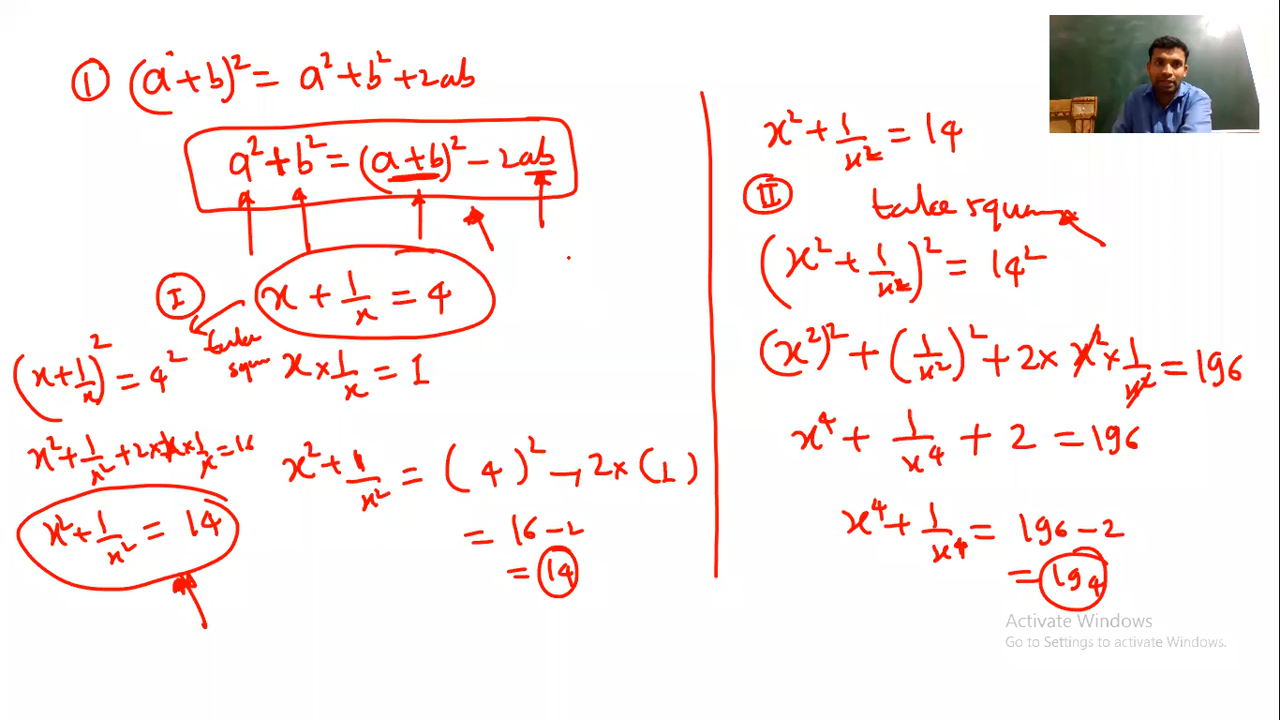 ① (a+b)² = a²+b²+2ab
a²+b² = (a+b)² - 2ab
Ⓘ x + 1/x = 4
take
squ
(x+1/x)² = 4²
x × 1/x = 1
x²+1/x²+2×x×1/x=16
x²+1/x² = 14
x²+1/x² = (4)² - 2×(1)
= 16-2
= 14
x²+1/x² = 14
Ⓘⓘ take square
(x²+1/x²)² = 14²
(x²)² + (1/x²)² + 2× x² × 1/x² = 196
x⁴ + 1/x⁴ + 2 = 196
x⁴ + 1/x⁴ = 196-2
= 194
Activate Windows
Go to Settings to activate Windows.